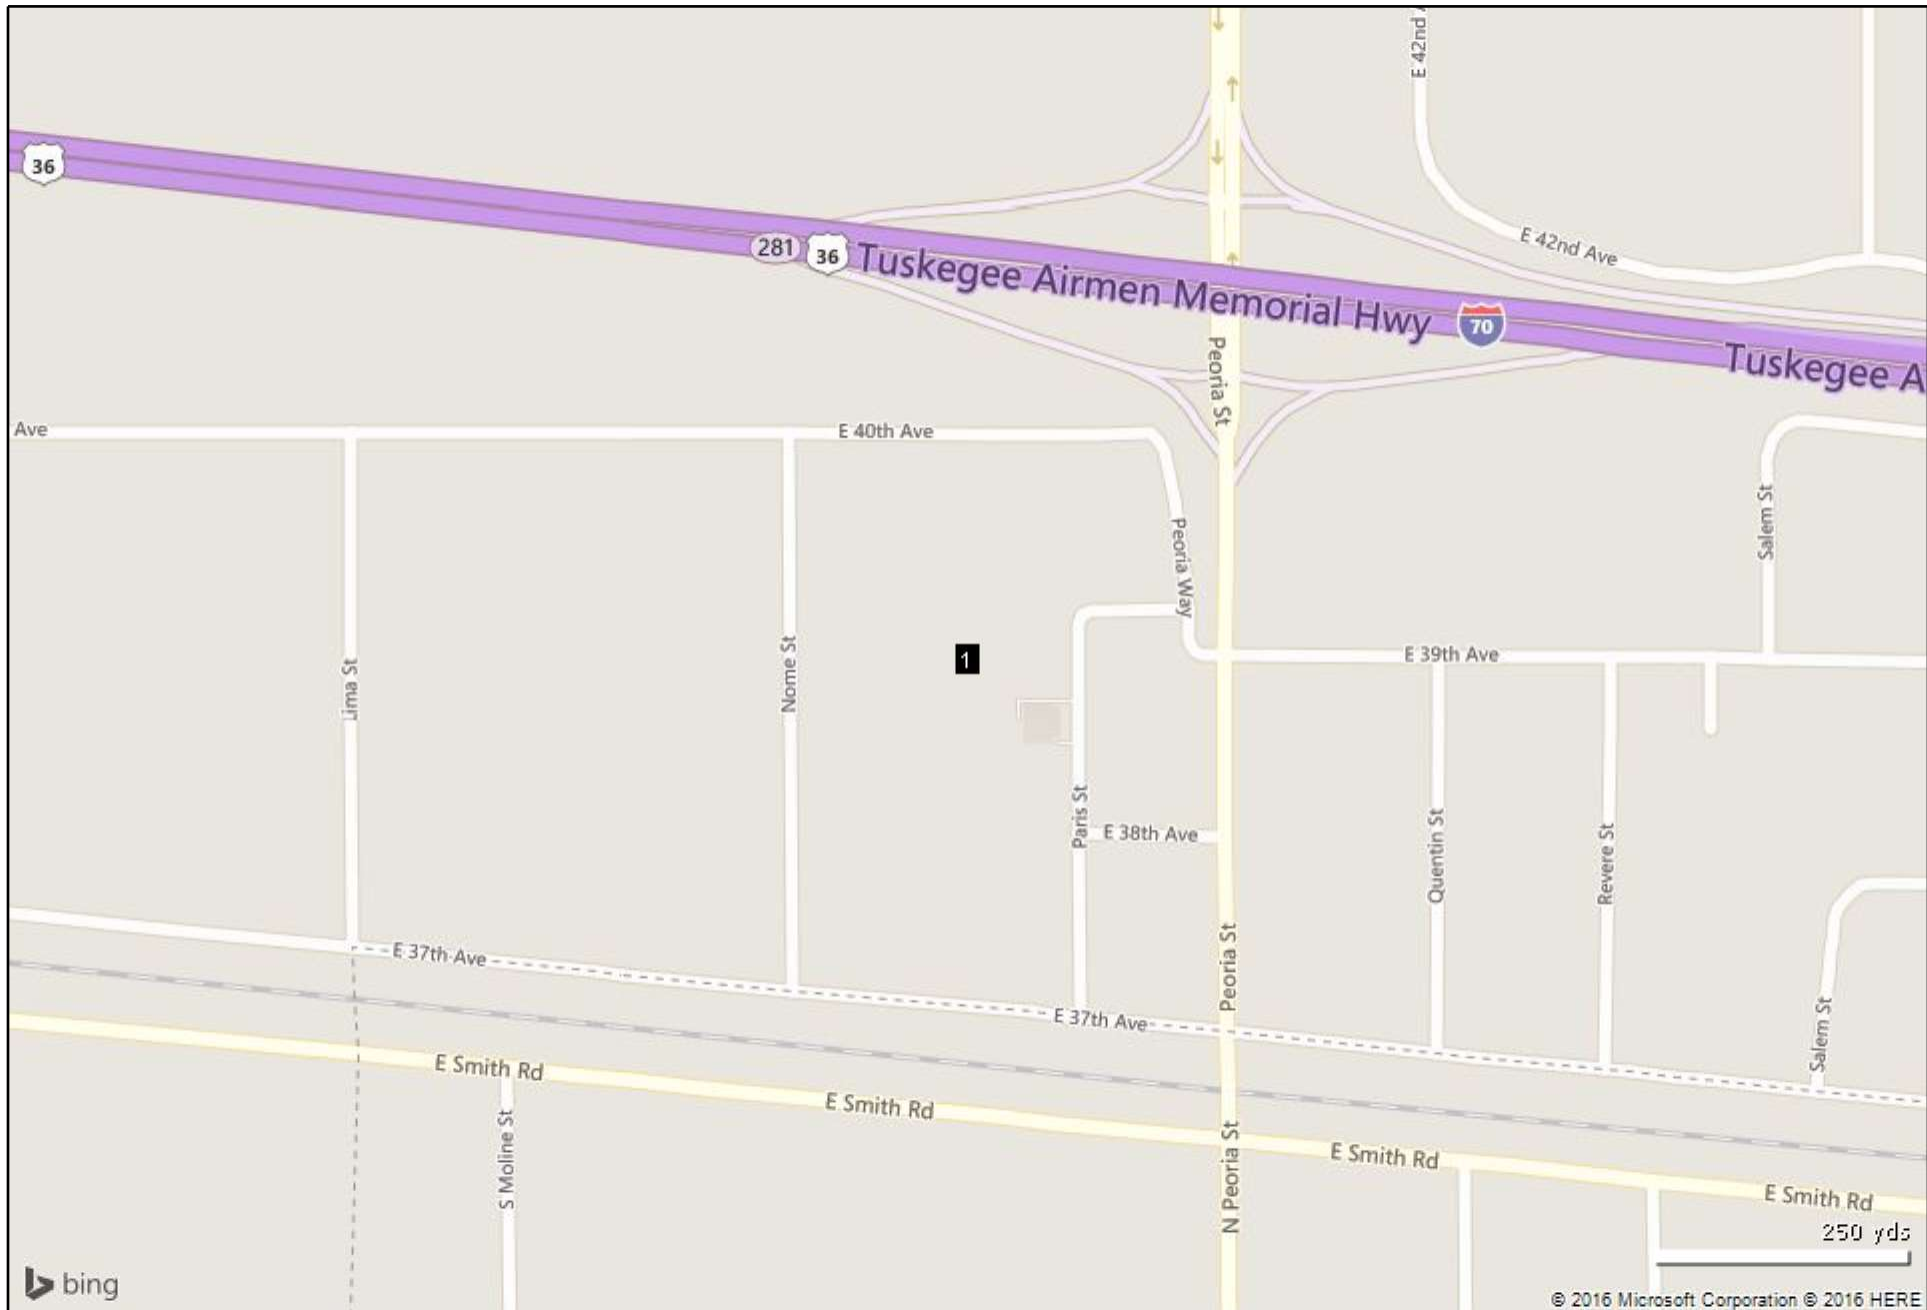 E 42nd A
36
281
36
Tuskegee Airmen Memorial Hwy
70
E 42nd Ave
Tuskegee A
Peoria St
Ave
E 40th Ave
Peoria Way
Salem St
Lima St
Nome St
1
E 39th Ave
Paris St
E 38th Ave
Quentin St
Revere St
E 37th Ave
Peoria St
E 37th Ave
Salem St
E Smith Rd
S Moline St
E Smith Rd
N Peoria St
E Smith Rd
E Smith Rd
250 yds
bing
© 2016 Microsoft Corporation © 2016 HERE